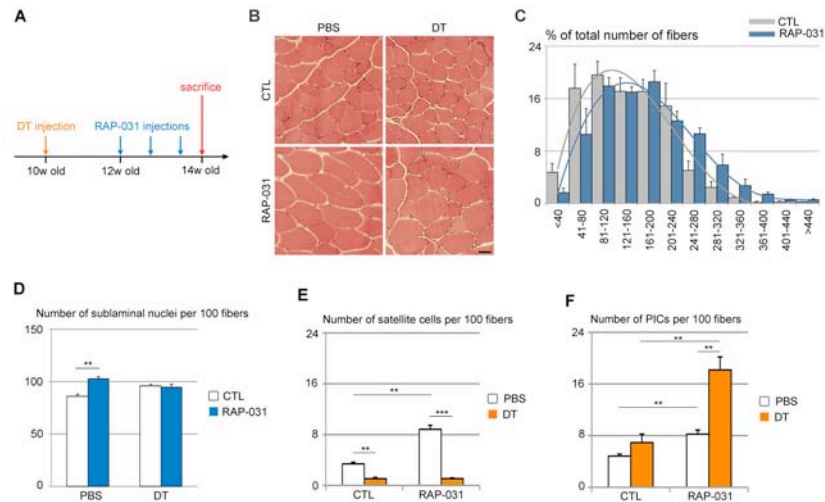 A
DT injection
RAP-031 injections
sacrifice
10w old
12w old
14w old
B
PBS
DT
CTL
RAP-031
C
CTL
RAP-031
% of total number of fibers
24
16
8
0
<40
41-80
81-120
121-160
161-200
201-240
241-280
281-320
321-360
361-400
401-440
>440
D
Number of sublaminal nuclei per 100 fibers
150
100
50
0
**
PBS
DT
CTL
RAP-031
E
Number of satellite cells per 100 fibers
24
16
8
0
**
**
***
CTL
RAP-031
PBS
DT
F
Number of PICs per 100 fibers
24
16
8
0
**
**
**
CTL
RAP-031
PBS
DT